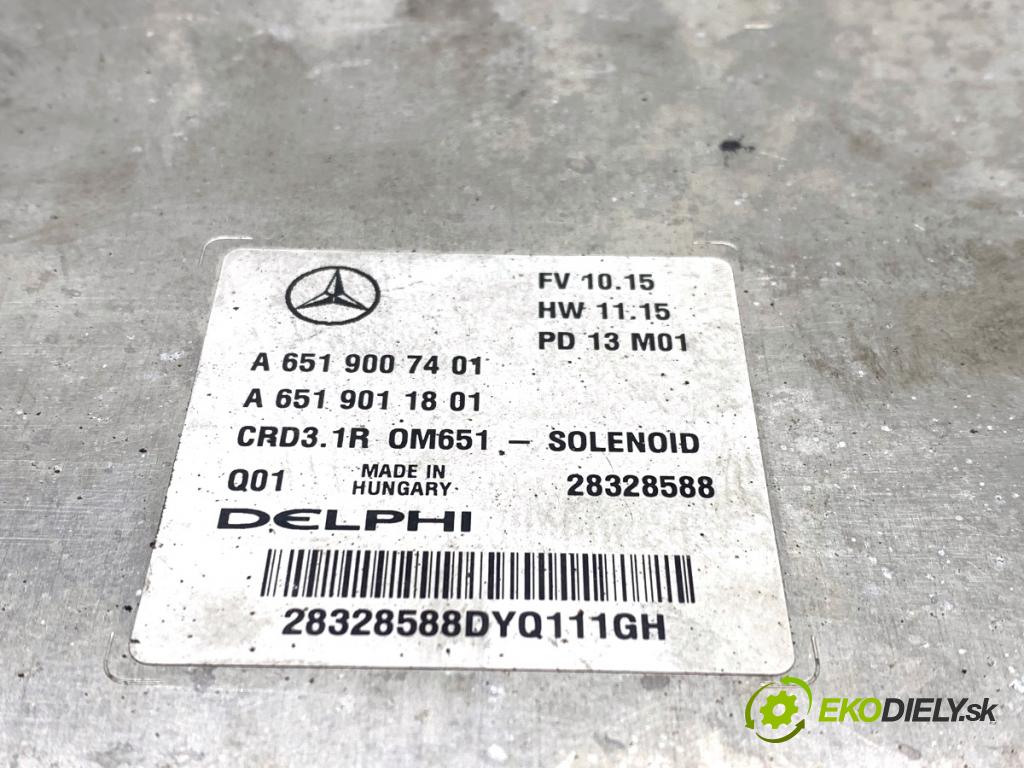 FV 10.15
HW 11.15
PD 13 M01
A 651 900 74 01
A 651 901 18 01
CRD3.1R OM651 – SOLENOID
Q01 MADE IN HUNGARY 28328588
DELPHI
28328588DYQ111GH
EKODIELY.sk